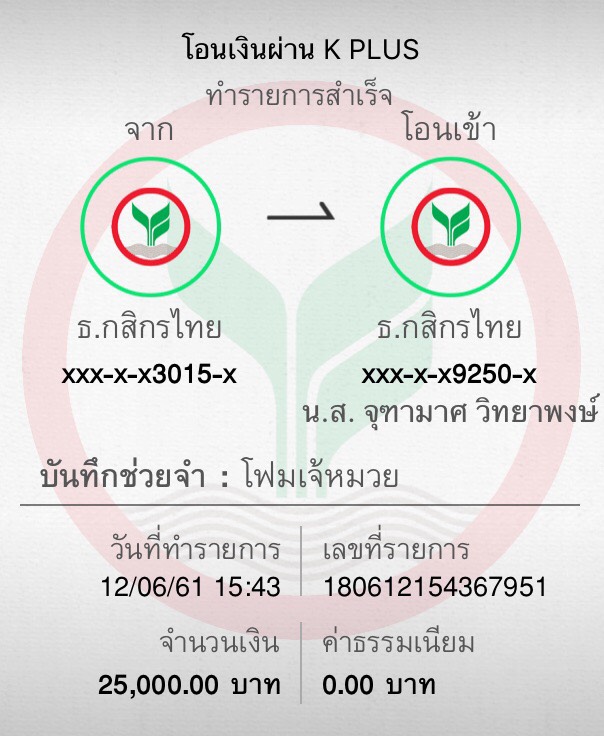 โอนเงินผ่าน K PLUS
ทำรายการสำเร็จ
จาก
โอนเข้า
ธ.กสิกรไทย
ธ.กสิกรไทย
xxx-x-x3015-x
xxx-x-x9250-x
น.ส. จุฑามาศ วิทยาพงษ์
บันทึกช่วยจำ : โฟมเจ้หมวย
วันที่ทำรายการ
เลขที่รายการ
12/06/61 15:43
180612154367951
จำนวนเงิน
ค่าธรรมเนียม
25,000.00 บาท
0.00 บาท